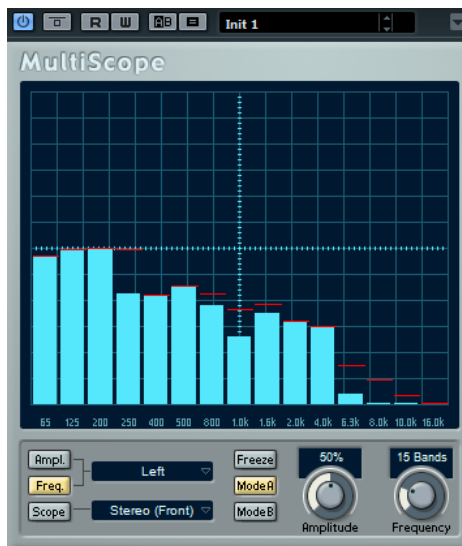 R W AB Init 1
MultiScope
65 125 200 250 400 500 800 1.0k 1.6k 2.0k 4.0k 6.3k 8.0k 10.0k 16.0k
Ampl. Freeze 50% 15 Bands
Left
Freq. Mode A
Scope Stereo (Front) Mode B
Amplitude Frequency